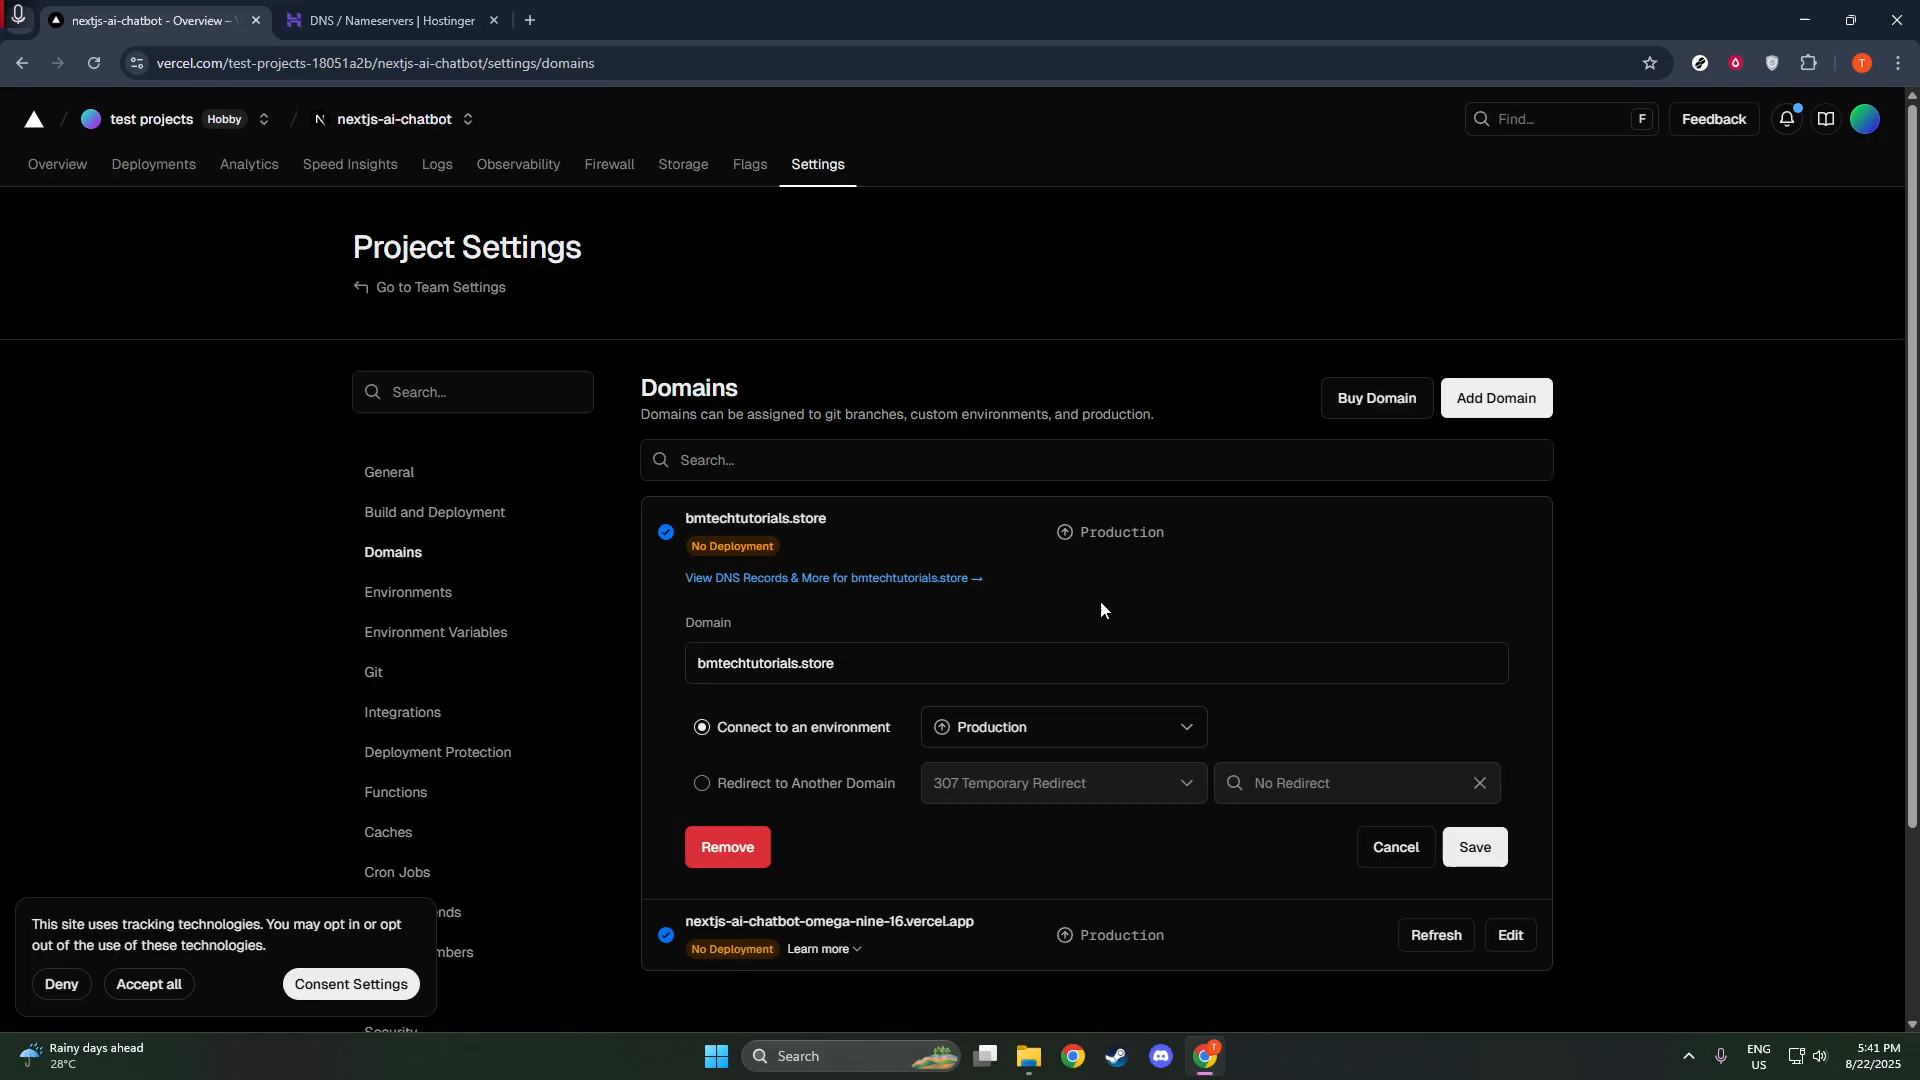 nextjs-ai-chatbot - Overview –
DNS / Nameservers | Hostinger
vercel.com/test-projects-18051a2b/nextjs-ai-chatbot/settings/domains
T
test projects Hobby / N nextjs-ai-chatbot
Find... F Feedback
Overview Deployments Analytics Speed Insights Logs Observability Firewall Storage Flags Settings
Project Settings
Go to Team Settings
Search...
General
Build and Deployment
Domains
Environments
Environment Variables
Git
Integrations
Deployment Protection
Functions
Caches
Cron Jobs
nds
mbers
Security
Domains
Domains can be assigned to git branches, custom environments, and production.
Buy Domain Add Domain
Search...
bmtechtutorials.store
No Deployment
Production
View DNS Records & More for bmtechtutorials.store →
Domain
bmtechtutorials.store
Connect to an environment Production
Redirect to Another Domain 307 Temporary Redirect No Redirect
Remove Cancel Save
nextjs-ai-chatbot-omega-nine-16.vercel.app
No Deployment Learn more
Production
Refresh Edit
This site uses tracking technologies. You may opt in or opt
out of the use of these technologies.
Deny Accept all Consent Settings
Rainy days ahead
28°C
Search
T
ENG
US
5:41 PM
8/22/2025